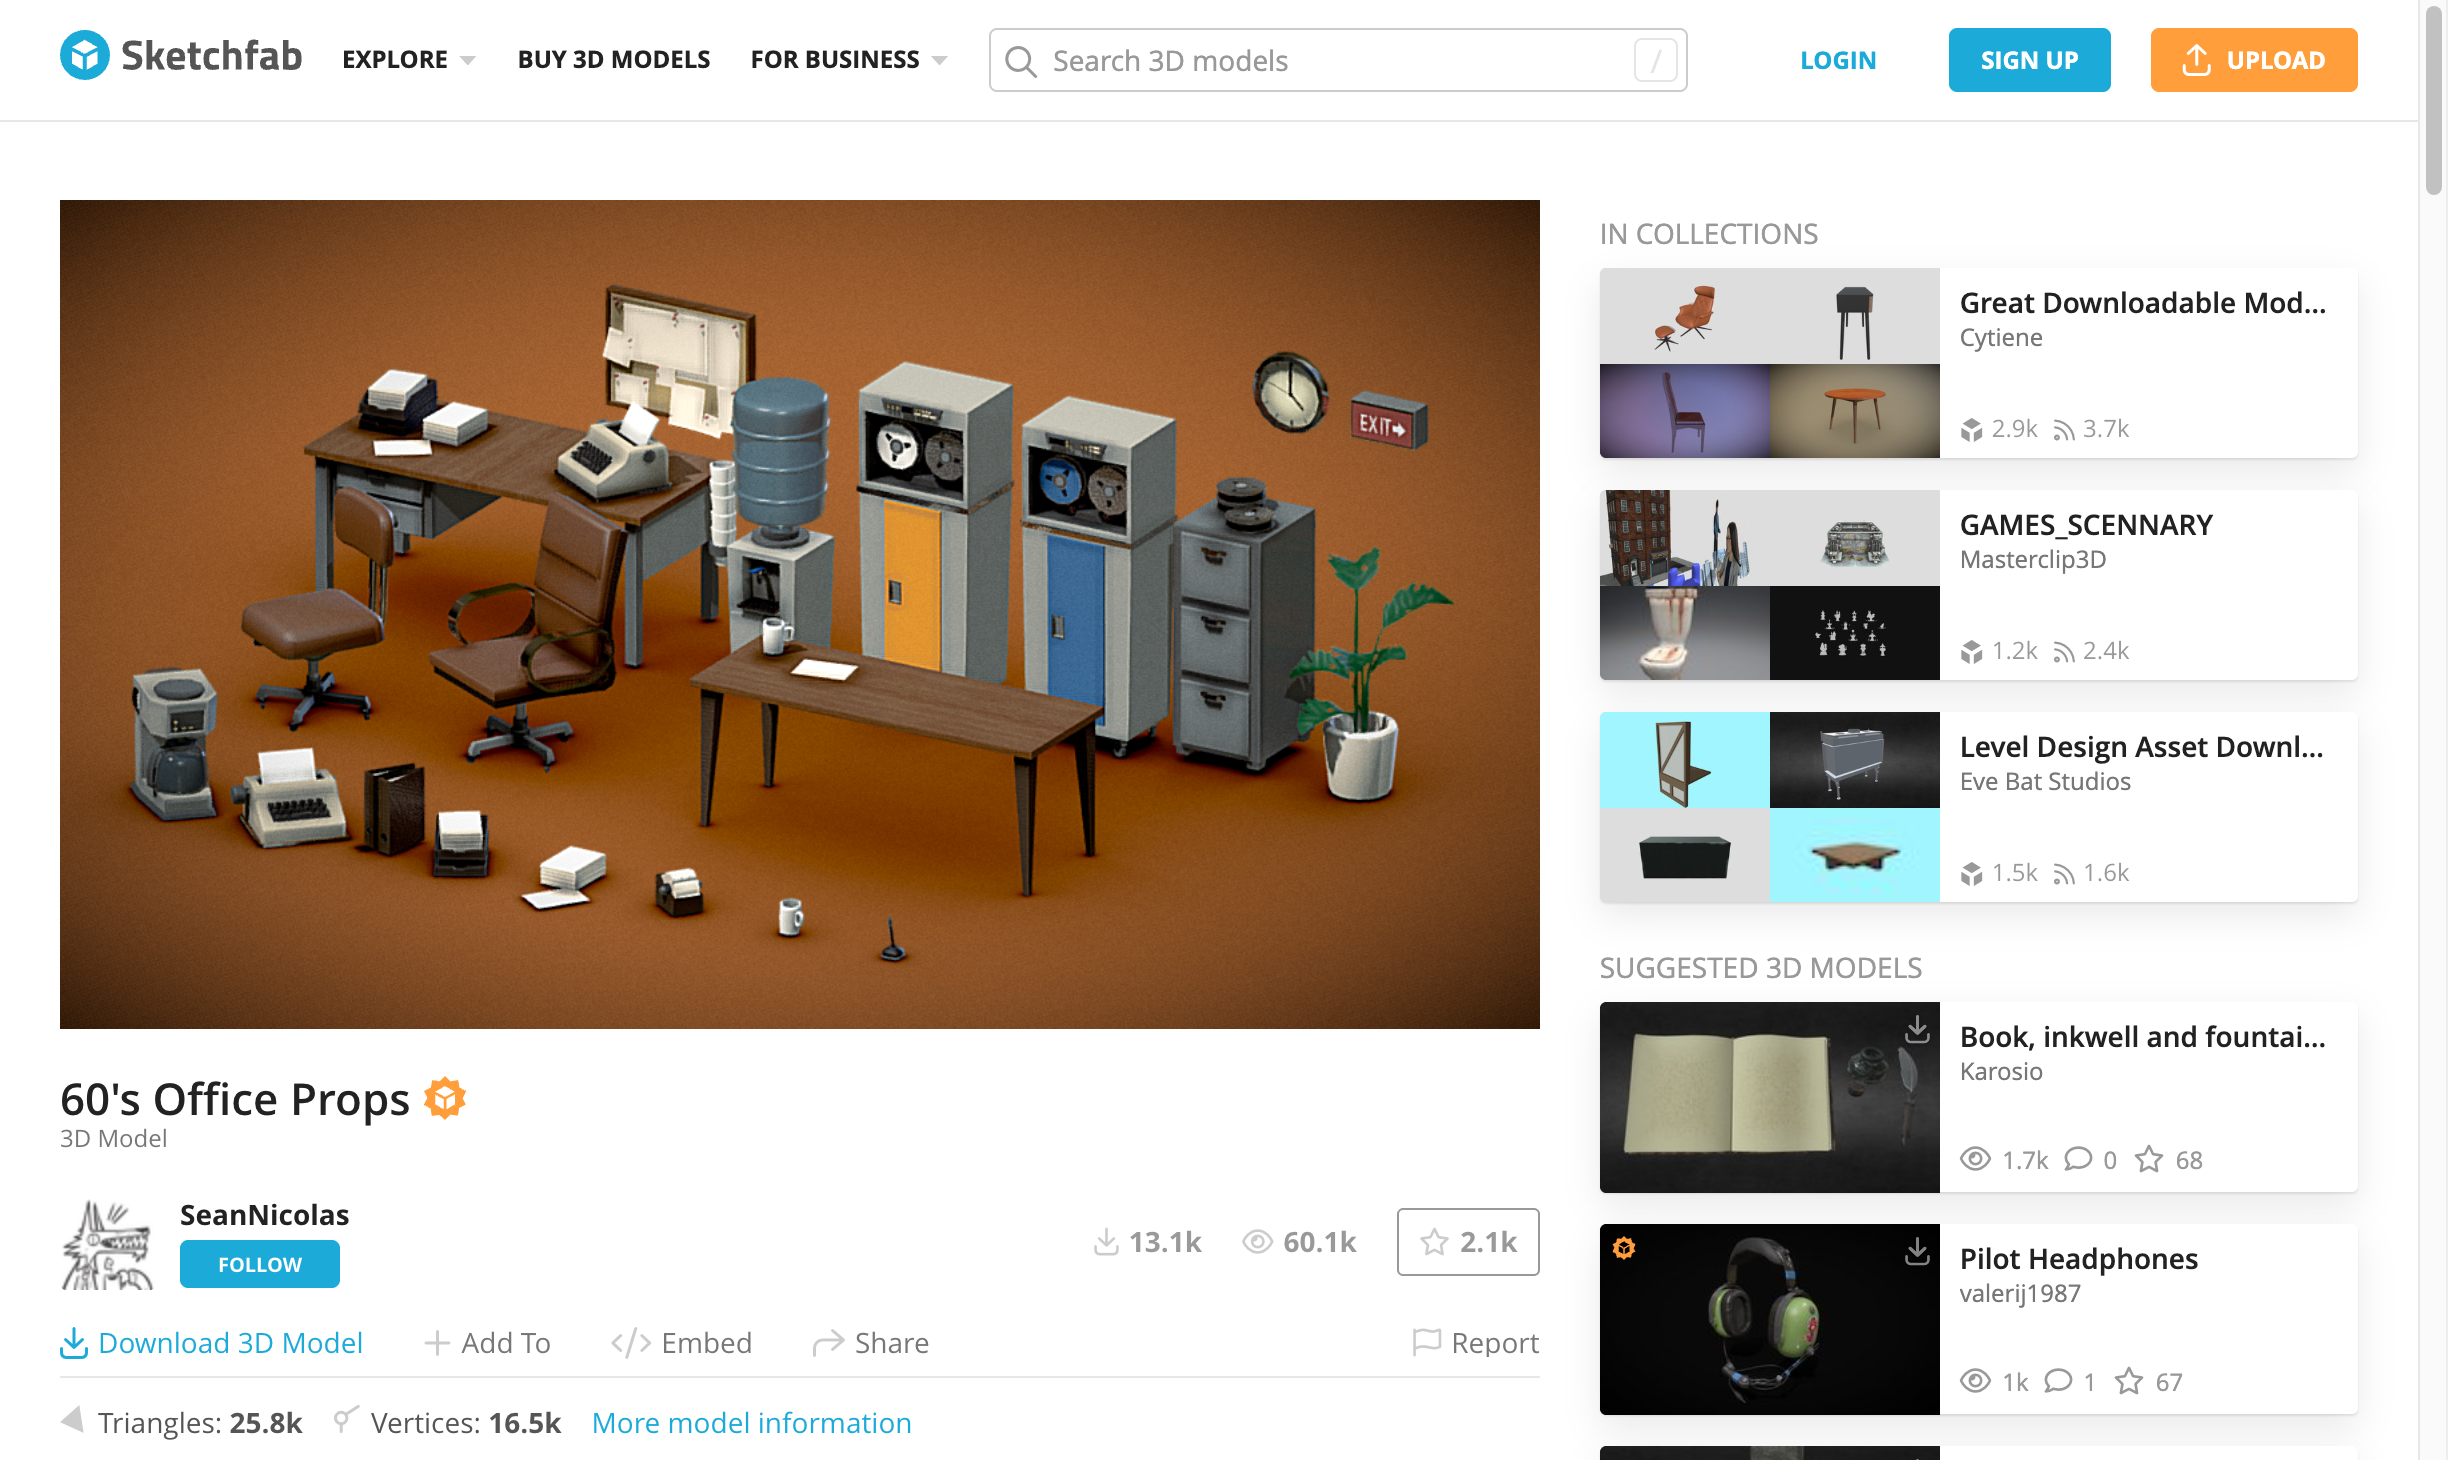 Sketchfab
EXPLORE
BUY 3D MODELS
FOR BUSINESS
Search 3D models
/
LOGIN
SIGN UP
UPLOAD
EXIT
60's Office Props
3D Model
SeanNicolas
FOLLOW
13.1k
60.1k
2.1k
Download 3D Model
Add To
Embed
Share
Report
Triangles: 25.8k
Vertices: 16.5k
More model information
IN COLLECTIONS
Great Downloadable Mod...
Cytiene
2.9k 3.7k
GAMES_SCENNARY
Masterclip3D
1.2k 2.4k
Level Design Asset Downl...
Eve Bat Studios
1.5k 1.6k
SUGGESTED 3D MODELS
Book, inkwell and fountai...
Karosio
1.7k 0 68
Pilot Headphones
valerij1987
1k 1 67